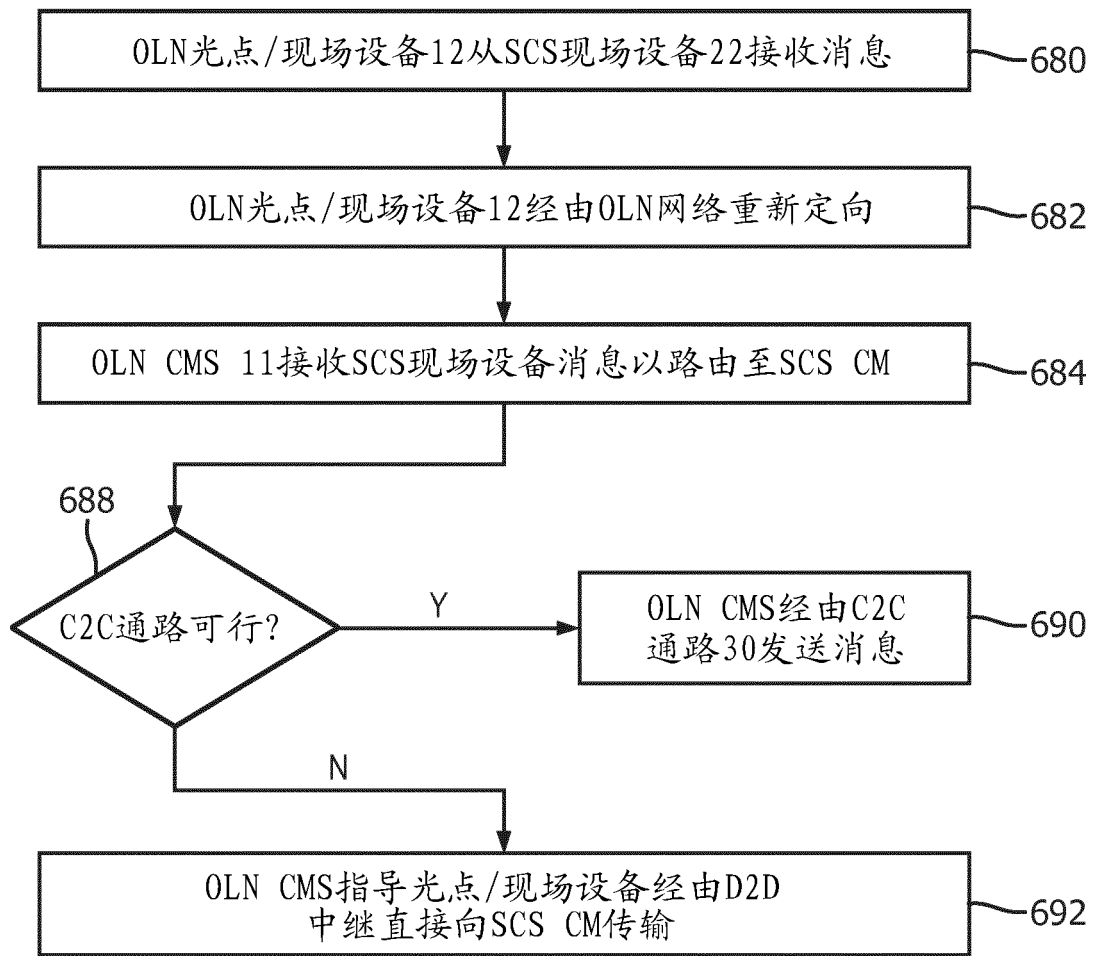 OLN光点/现场设备12从SCS现场设备22接收消息
680
OLN光点/现场设备12经由OLN网络重新定向
682
OLN CMS 11接收SCS现场设备消息以路由至SCS CM
684
688
C2C通路可行?
Y
OLN CMS经由C2C
通路30发送消息
690
N
OLN CMS指导光点/现场设备经由D2D
中继直接向SCS CM传输
692